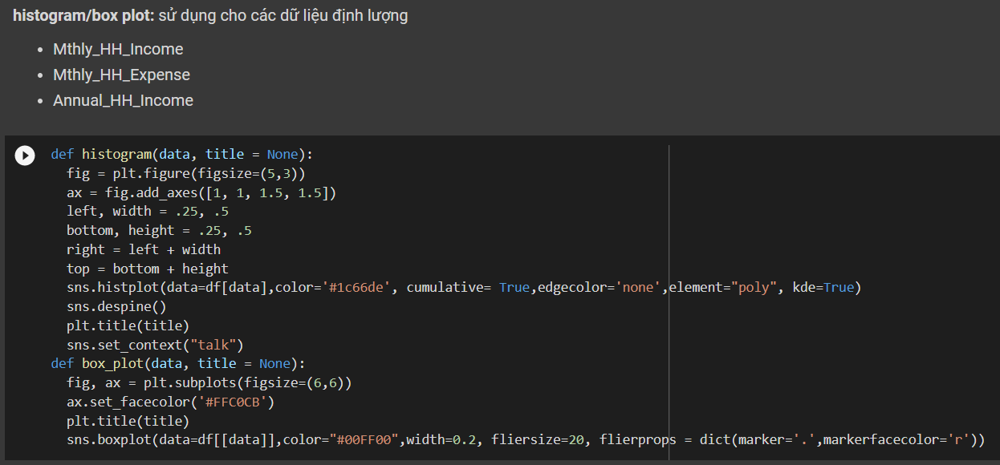 histogram/box plot: sử dụng cho các dữ liệu định lượng
• Mthly_HH_Income
• Mthly_HH_Expense
• Annual_HH_Income
def histogram(data, title = None):
  fig = plt.figure(figsize=(5,3))
  ax = fig.add_axes([1, 1, 1.5, 1.5])
  left, width = .25, .5
  bottom, height = .25, .5
  right = left + width
  top = bottom + height
  sns.histplot(data=df[data],color='#1c66de', cumulative= True,edgecolor='none',element="poly", kde=True)
  sns.despine()
  plt.title(title)
  sns.set_context("talk")
def box_plot(data, title = None):
  fig, ax = plt.subplots(figsize=(6,6))
  ax.set_facecolor('#FFC0CB')
  plt.title(title)
  sns.boxplot(data=df[[data]],color="#00FF00",width=0.2, fliersize=20, flierprops = dict(marker='.',markerfacecolor='r'))